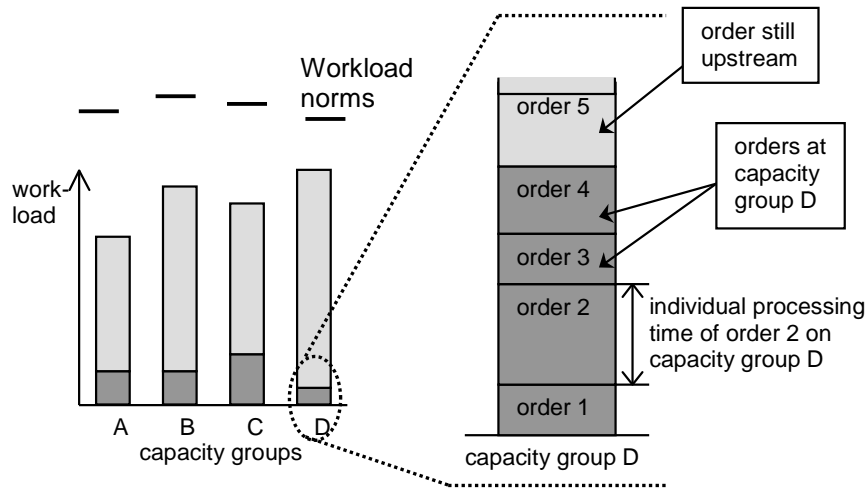 Workload
norms
work-
load
A B C D
capacity groups
order still
upstream
order 5
orders at
capacity
group D
order 4
order 3
order 2
individual processing
time of order 2 on
capacity group D
order 1
capacity group D